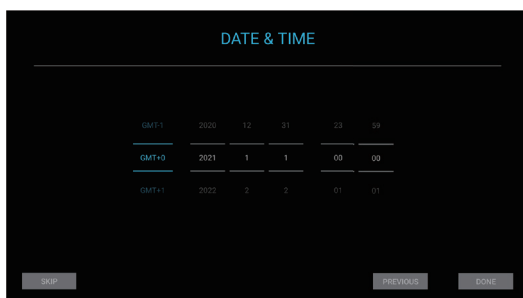 DATE & TIME
GMT-1 2020 12 31 23 59
GMT+0 2021 1 1 00 00
GMT+1 2022 2 2 01 01
SKIP PREVIOUS DONE